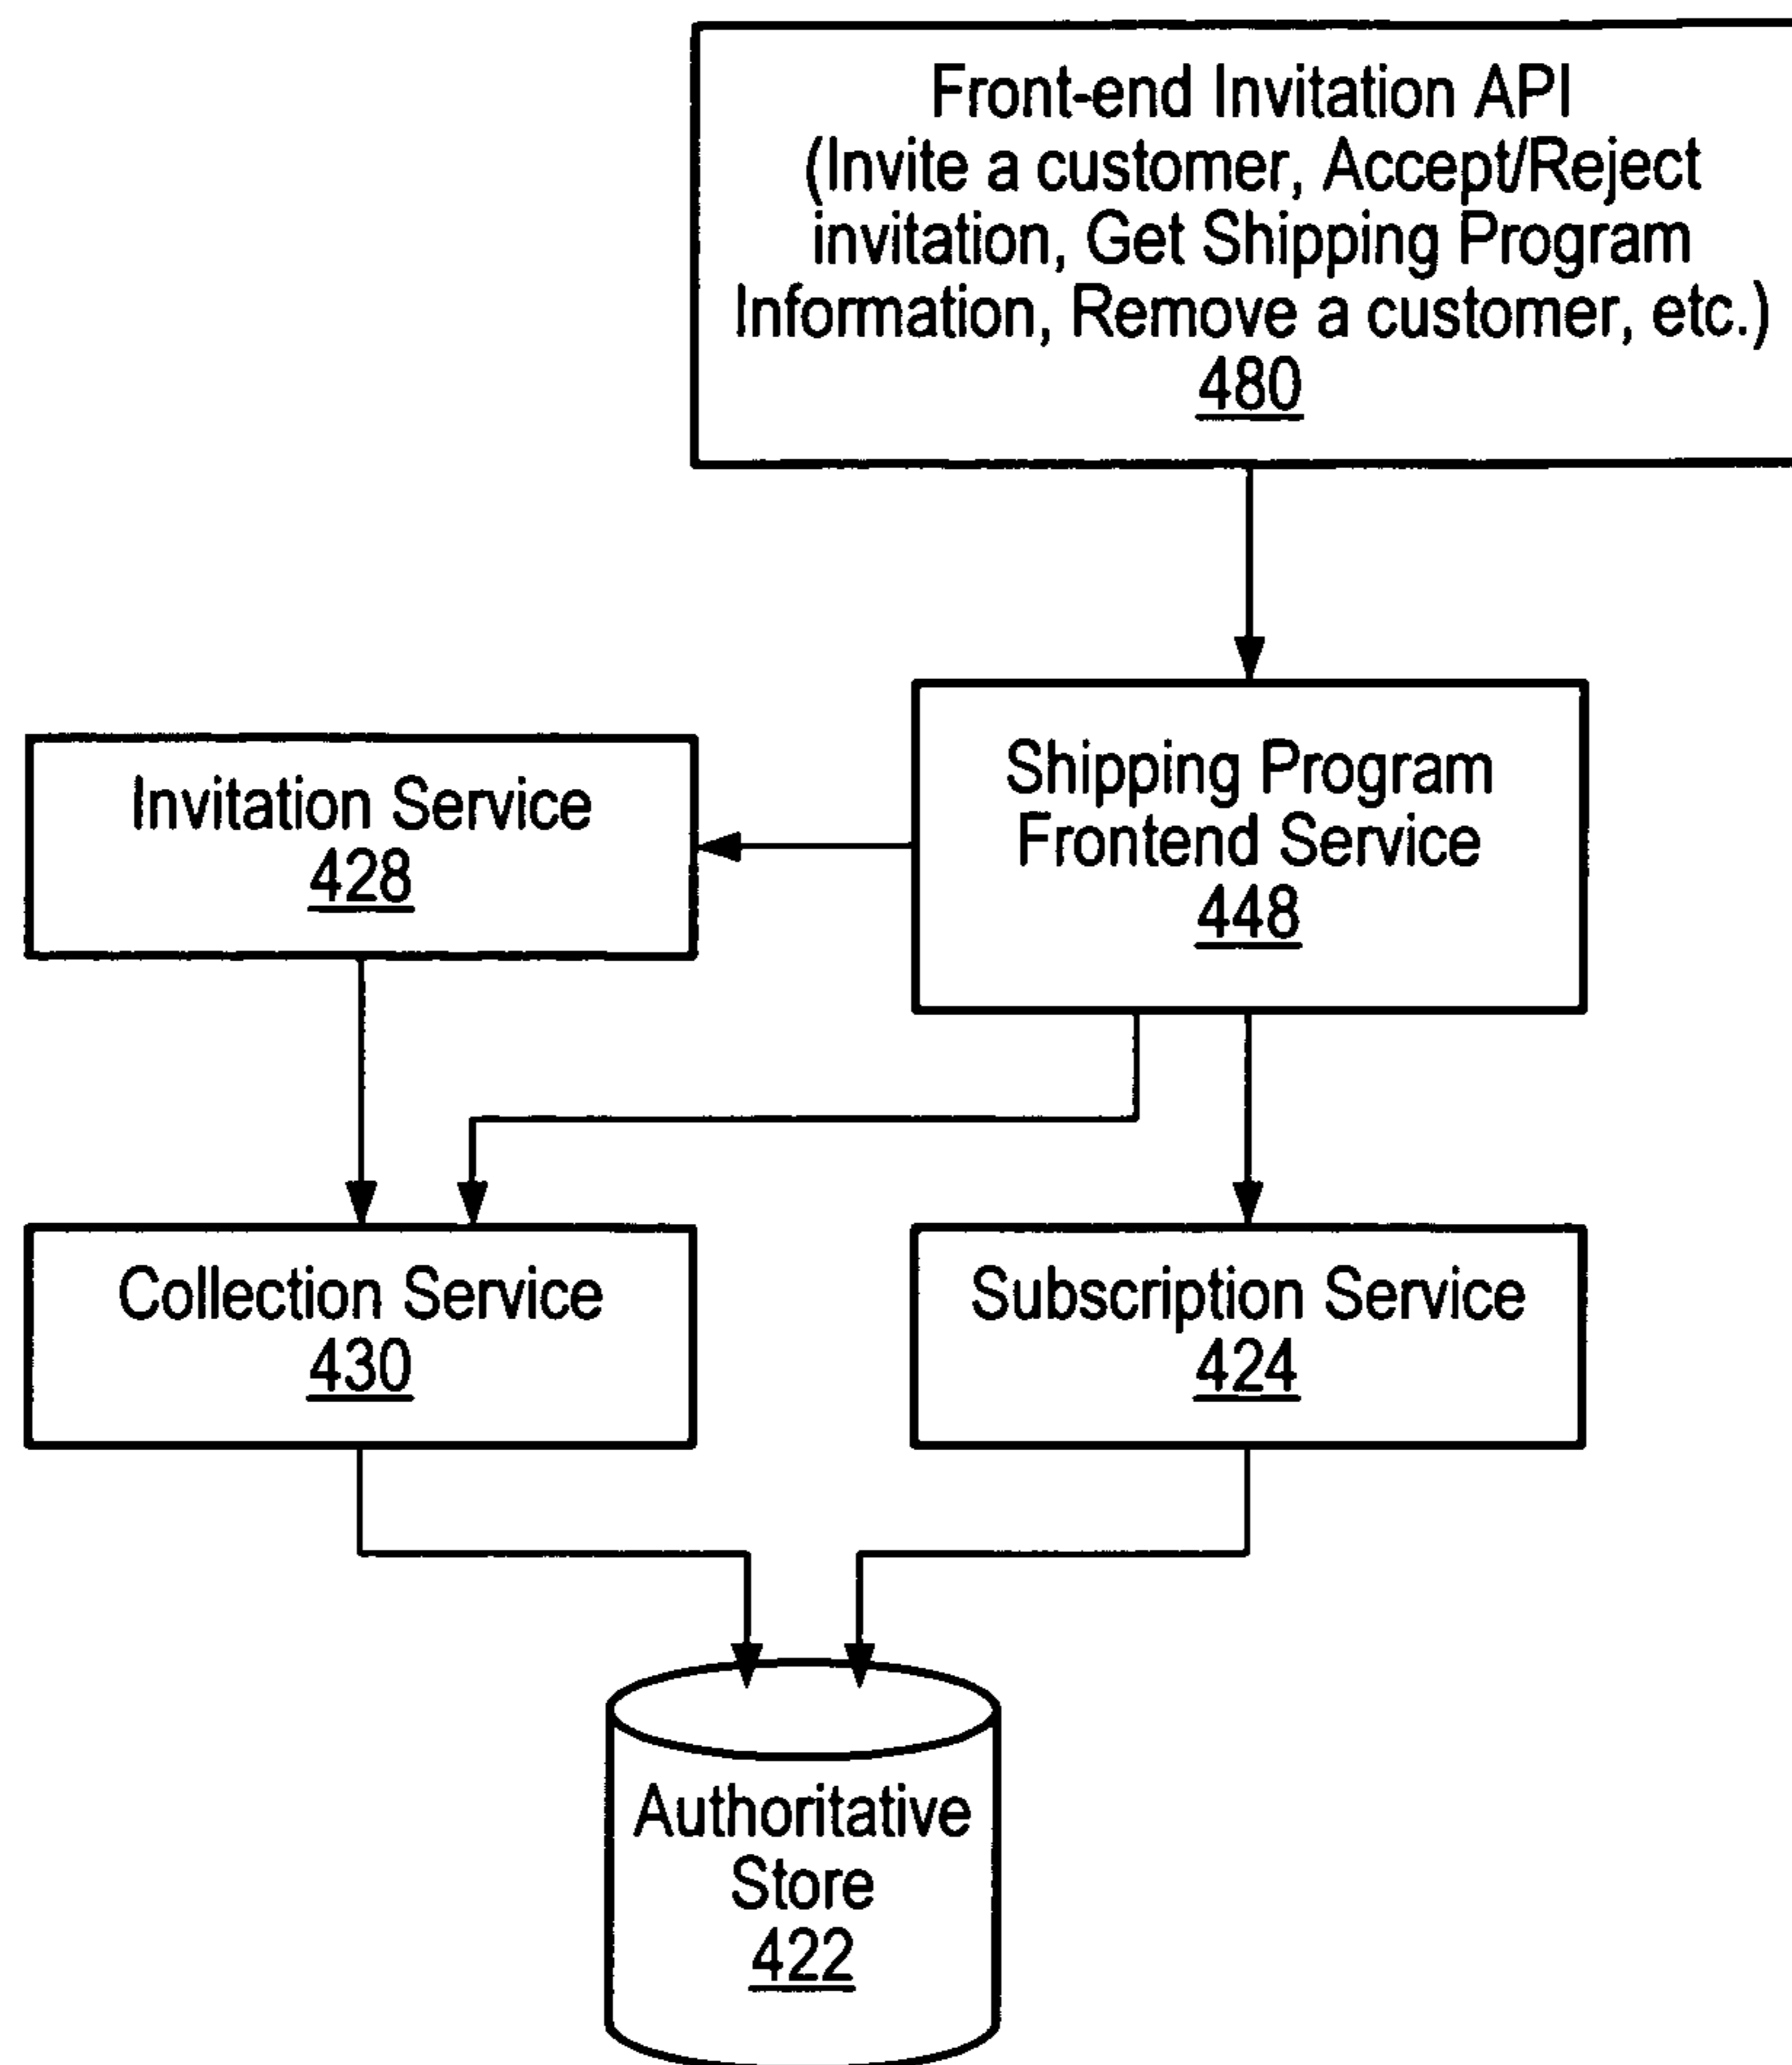 Front-end Invitation API
(Invite a customer, Accept/Reject
invitation, Get Shipping Program
Information, Remove a customer, etc.)
480
Shipping Program
Frontend Service
448
Invitation Service
428
Collection Service
430
Subscription Service
424
Authoritative
Store
422